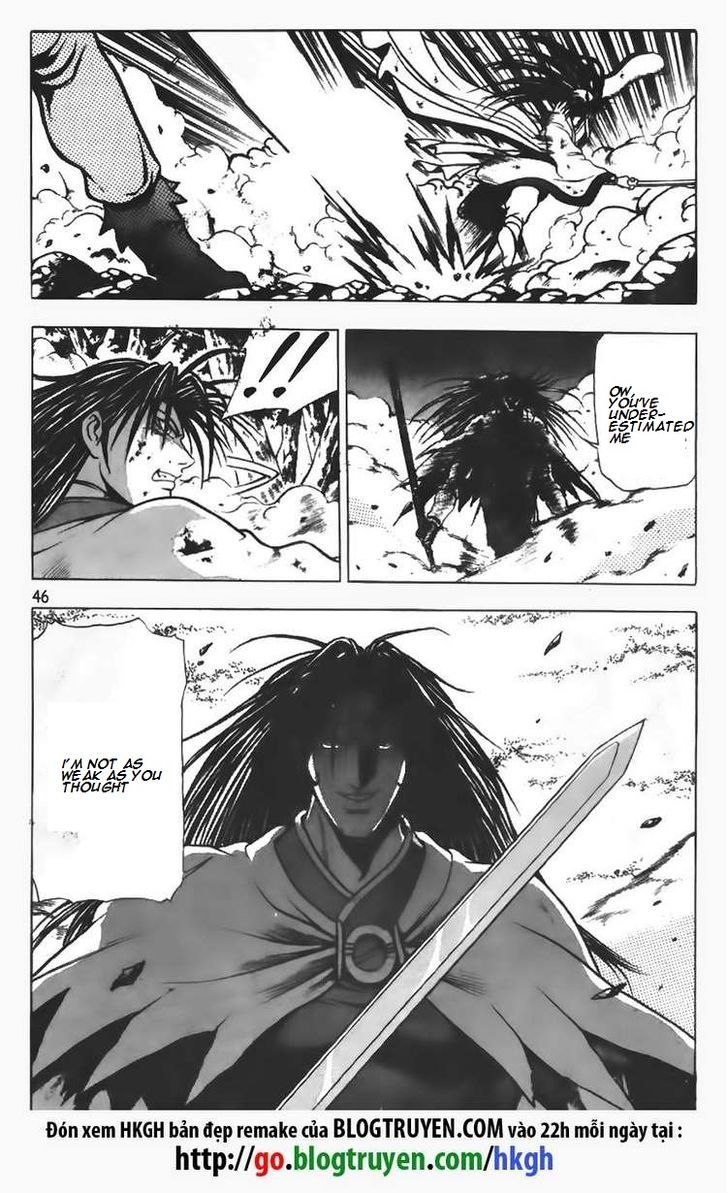 !!
OW,
YOU'VE
UNDER-
ESTIMATED
ME
46
I'M NOT AS
WEAK AS YOU
THOUGHT
Đón xem HKGH bản đẹp remake của BLOGTRUYEN.COM vào 22h mỗi ngày tại :
http://go.blogtruyen.com/hkgh